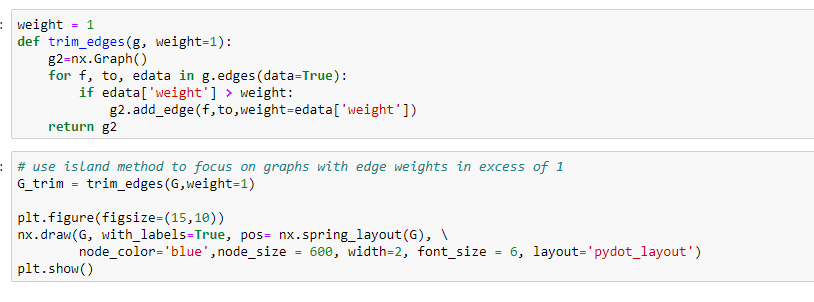 : weight = 1
def trim_edges(g, weight=1):
    g2=nx.Graph()
    for f, to, edata in g.edges(data=True):
        if edata['weight'] > weight:
            g2.add_edge(f,to,weight=edata['weight'])
    return g2
: # use island method to focus on graphs with edge weights in excess of 1
G_trim = trim_edges(G,weight=1)
plt.figure(figsize=(15,10))
nx.draw(G, with_labels=True, pos= nx.spring_layout(G), \
        node_color='blue',node_size = 600, width=2, font_size = 6, layout='pydot_layout')
plt.show()